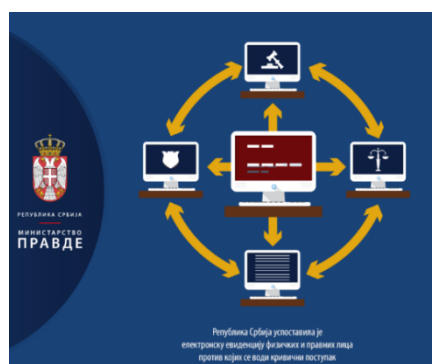 РЕПУБЛИКА СРБИЈА
МИНИСТАРСТВО
ПРАВДЕ
Република Србија успоставила је
електронску евиденцију физичких и правних лица
против којих се води кривични поступак